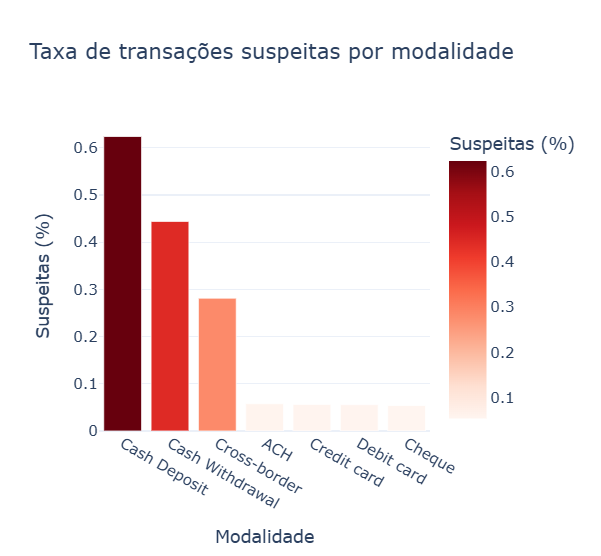 Taxa de transações suspeitas por modalidade
Suspeitas (%)
0.6
0.5
0.4
0.3
0.2
0.1
0
Suspeitas (%)
Cash Deposit
Cash Withdrawal
Cross-border
ACH
Credit card
Debit card
Cheque
Modalidade
0.6
0.5
0.4
0.3
0.2
0.1